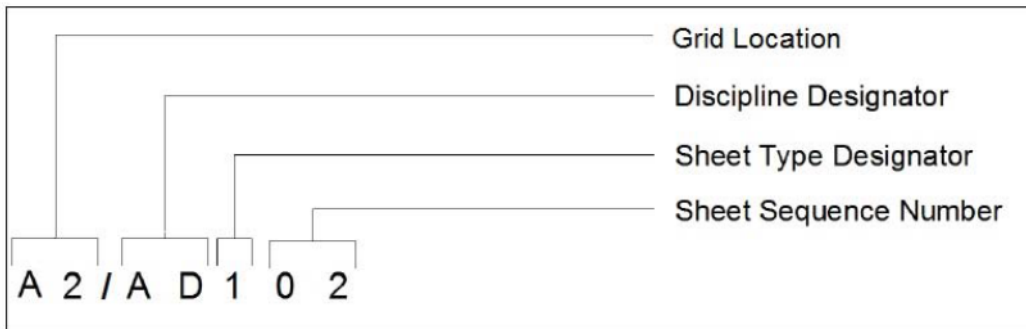 Grid Location
Discipline Designator
Sheet Type Designator
Sheet Sequence Number
A 2 / A D 1 0 2